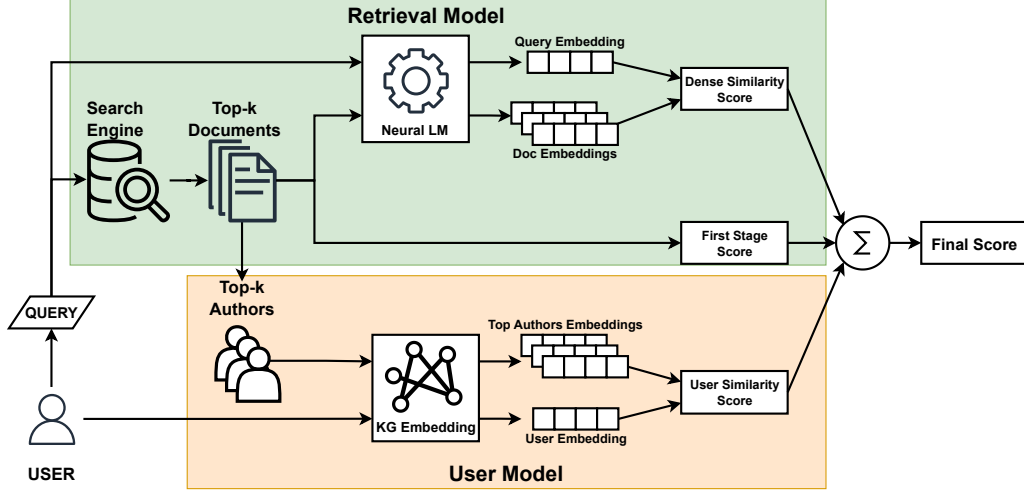 Retrieval Model
Query Embedding
Search
Engine
Top-k
Documents
Neural LM
Doc Embeddings
Dense Similarity
Score
First Stage
Score
Σ
Final Score
QUERY
Top-k
Authors
Top Authors Embeddings
KG Embedding
User Embedding
User Similarity
Score
USER
User Model